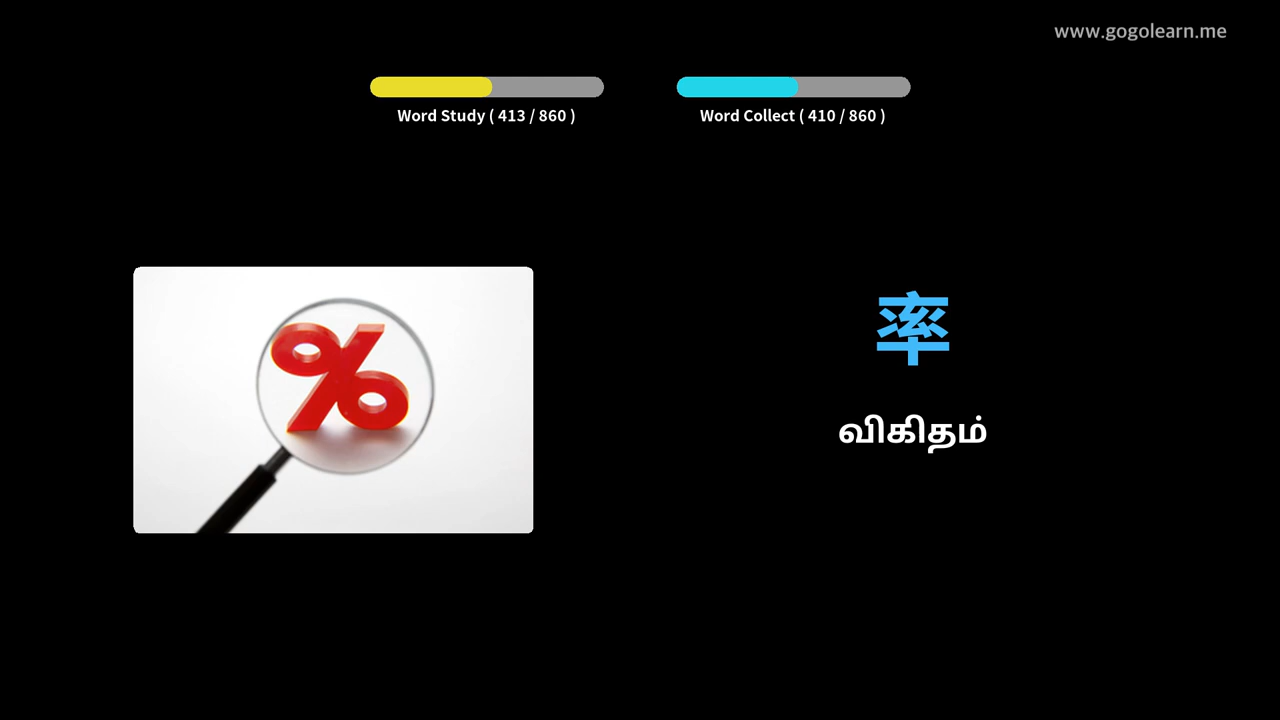 www.gogolearn.me
Word Study ( 413 / 860 )
Word Collect ( 410 / 860 )
%
率
விகிதம்